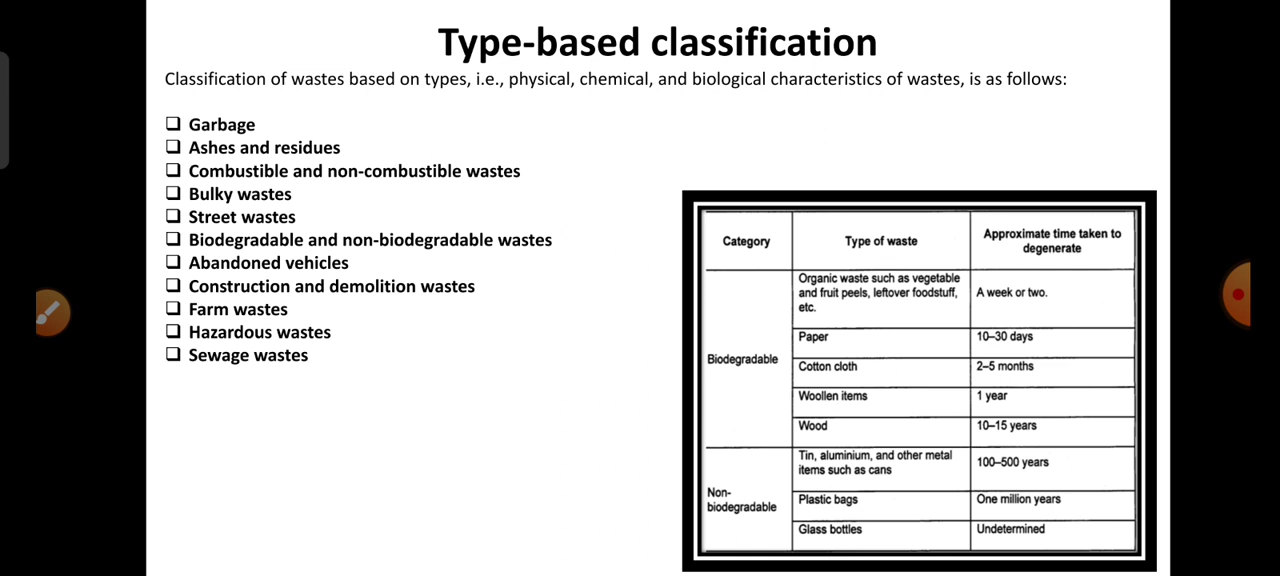 Type-based classification
Classification of wastes based on types, i.e., physical, chemical, and biological characteristics of wastes, is as follows:
❑ Garbage
❑ Ashes and residues
❑ Combustible and non-combustible wastes
❑ Bulky wastes
❑ Street wastes
❑ Biodegradable and non-biodegradable wastes
❑ Abandoned vehicles
❑ Construction and demolition wastes
❑ Farm wastes
❑ Hazardous wastes
❑ Sewage wastes
Category
Type of waste
Approximate time taken to
degenerate
Biodegradable
Organic waste such as vegetable
and fruit peels, leftover foodstuff,
etc.
A week or two.
Paper
10–30 days
Cotton cloth
2–5 months
Woollen items
1 year
Wood
10–15 years
Non-
biodegradable
Tin, aluminium, and other metal
items such as cans
100–500 years
Plastic bags
One million years
Glass bottles
Undetermined